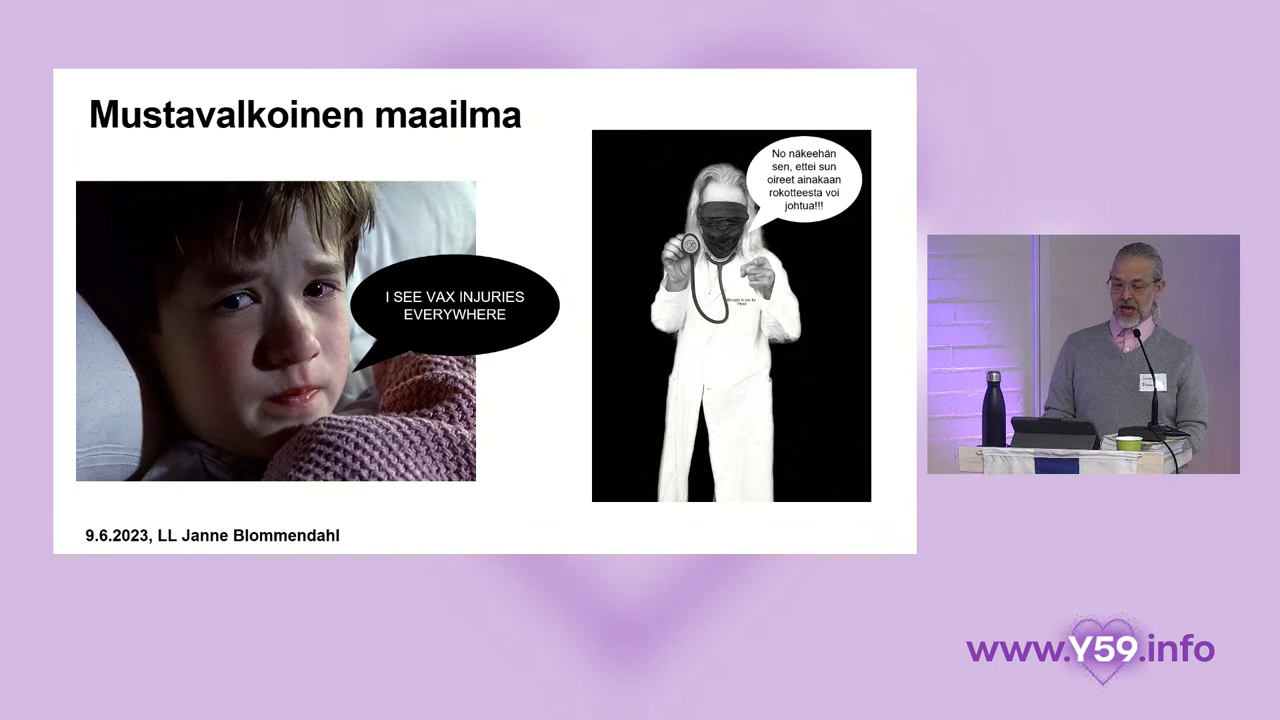 Mustavalkoinen maailma
I SEE VAX INJURIES
EVERYWHERE
No näkeehän
sen, ettei sun
oireet ainakaan
rokotteesta voi
johtua!!!
9.6.2023, LL Janne Blommendahl
www.Y59.info